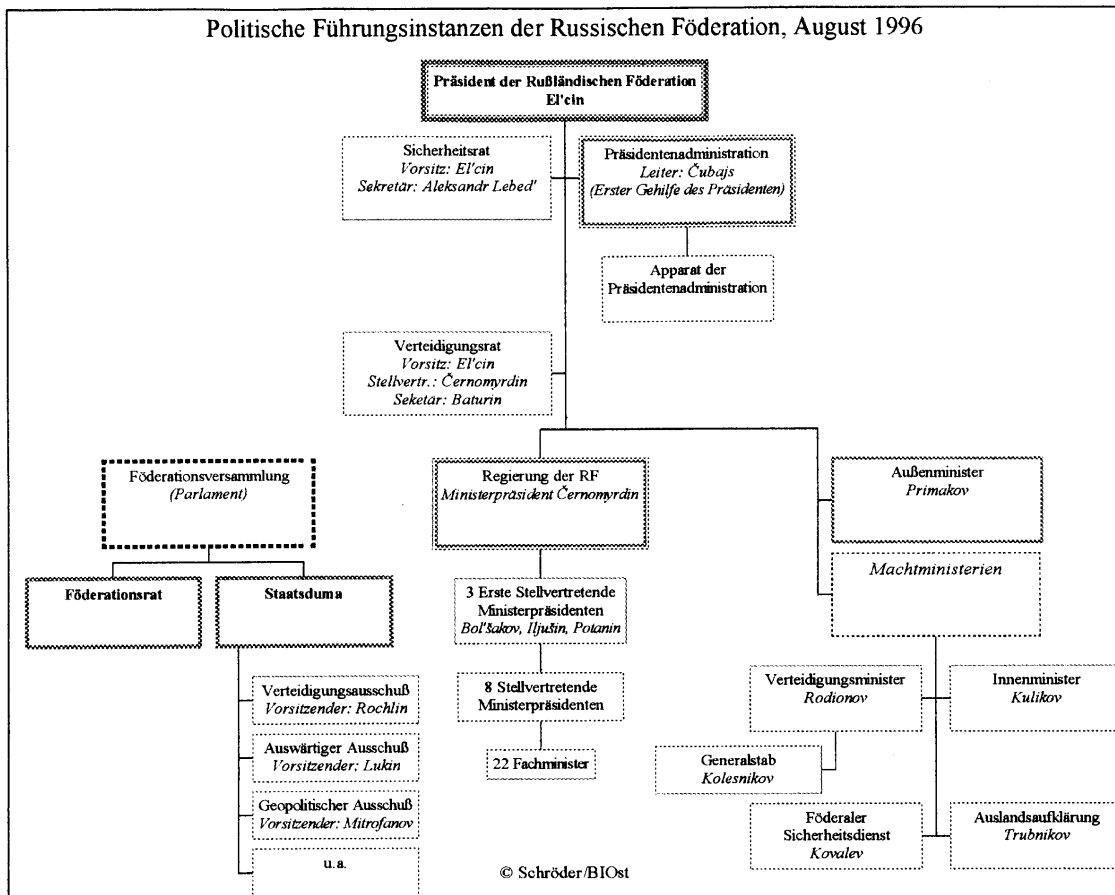 Politische Führungsinstanzen der Russischen Föderation, August 1996
Präsident der Rußländischen Föderation
El'cin
Sicherheitsrat
Vorsitz: El'cin
Sekretär: Aleksandr Lebed'
Präsidentenadministration
Leiter: Čubajs
(Erster Gehilfe des Präsidenten)
Apparat der
Präsidentenadministration
Verteidigungsrat
Vorsitz: El'cin
Stellvertr.: Černomyrdin
Seketär: Baturin
Föderationsversammlung
(Parlament)
Föderationsrat
Staatsduma
Verteidigungsausschuß
Vorsitzender: Rochlin
Auswärtiger Ausschuß
Vorsitzender: Lukin
Geopolitischer Ausschuß
Vorsitzender: Mitrofanov
u.a.
Regierung der RF
Ministerpräsident Černomyrdin
3 Erste Stellvertretende
Ministerpräsidenten
Bol'šakov, Iljušin, Potanin
8 Stellvertretende
Ministerpräsidenten
22 Fachminister
Außenminister
Primakov
Machtministerien
Verteidigungsminister
Rodionov
Innenminister
Kulikov
Generalstab
Kolesnikov
Föderaler
Sicherheitsdienst
Kovalev
Auslandsaufklärung
Trubnikov
© Schröder/BIOst